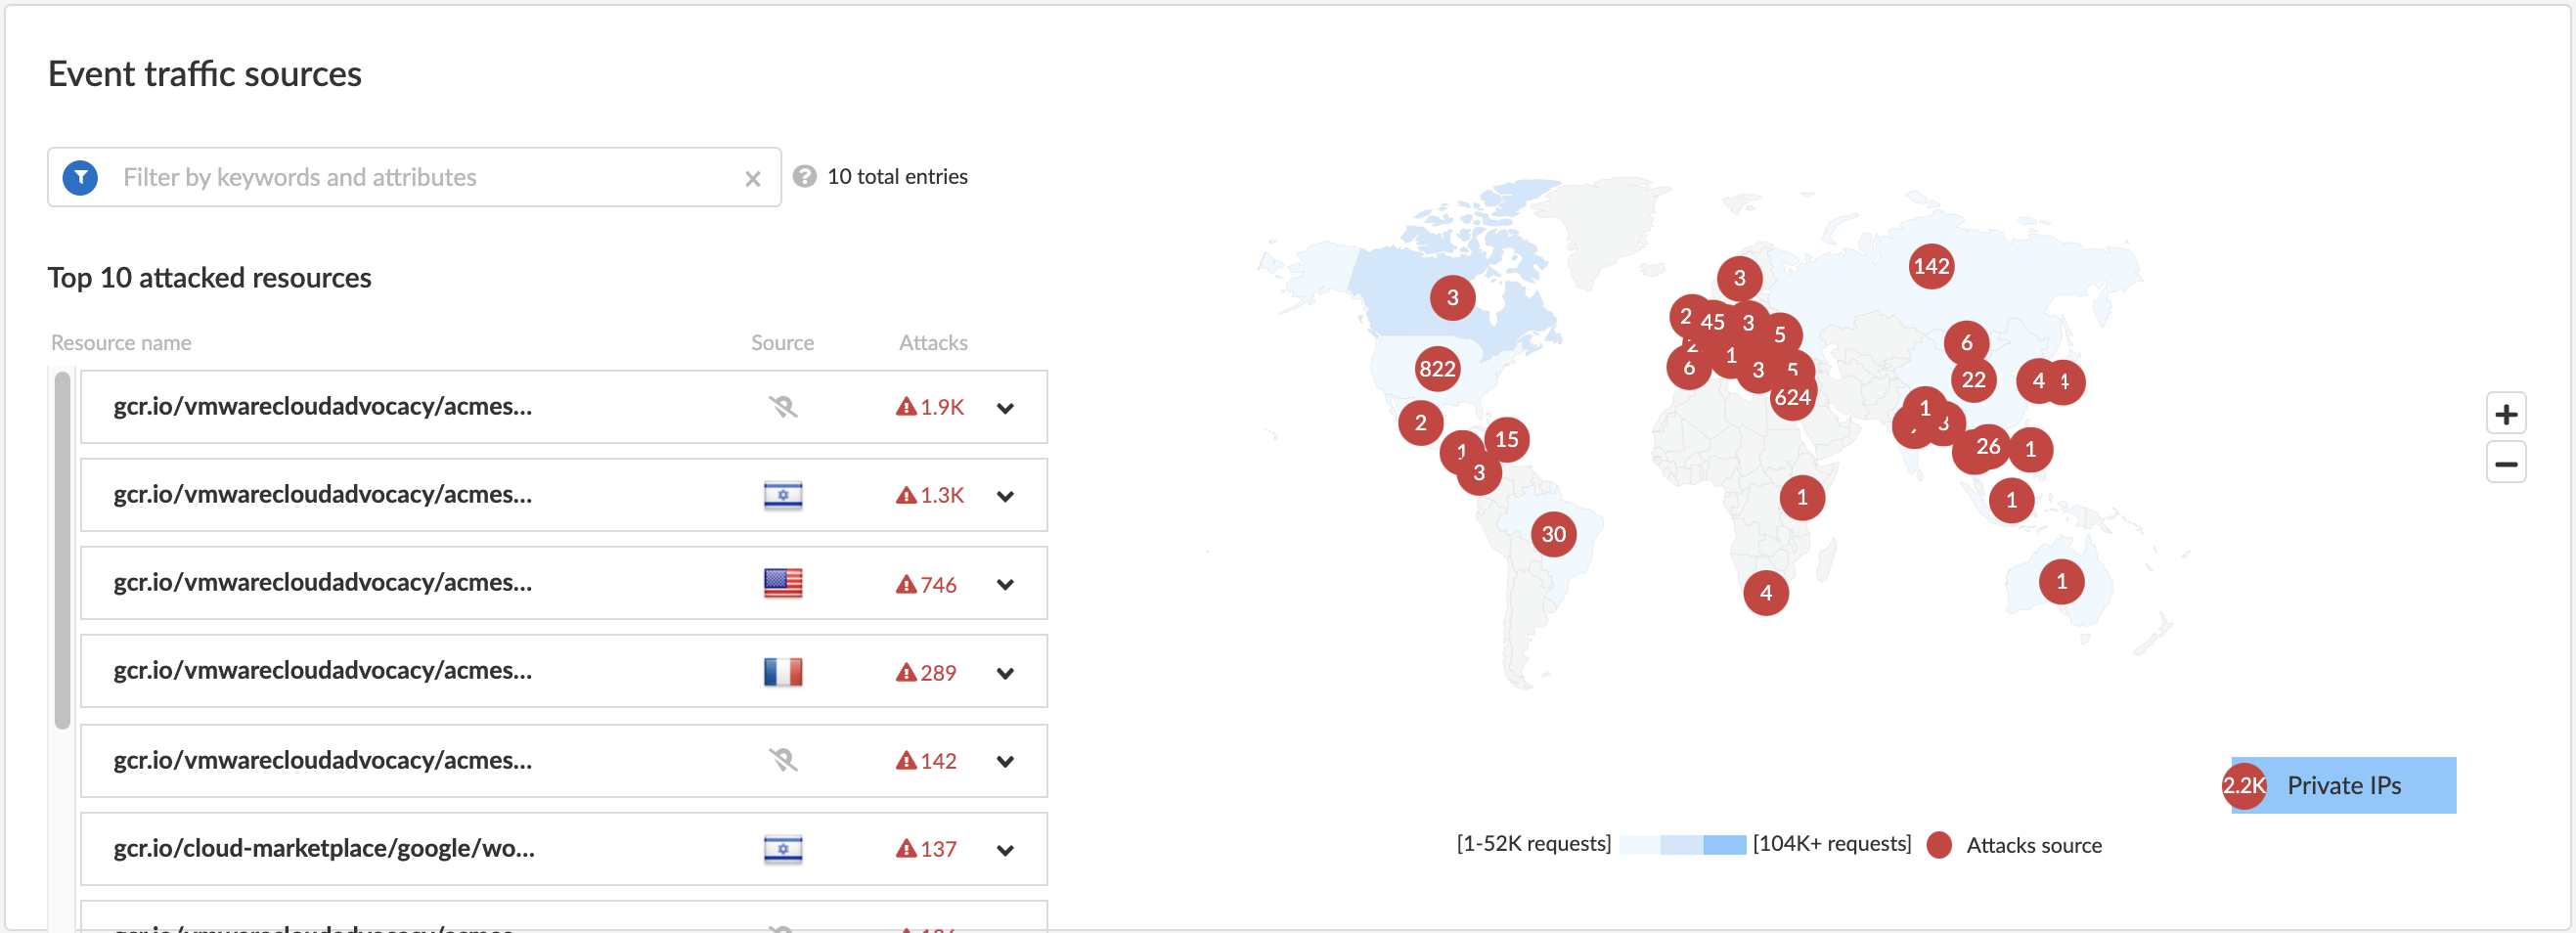 Event traffic sources
Filter by keywords and attributes
10 total entries
Top 10 attacked resources
Resource name Source Attacks
gcr.io/vmwarecloudadvocacy/acmes... 1.9K
gcr.io/vmwarecloudadvocacy/acmes... 1.3K
gcr.io/vmwarecloudadvocacy/acmes... 746
gcr.io/vmwarecloudadvocacy/acmes... 289
gcr.io/vmwarecloudadvocacy/acmes... 142
gcr.io/cloud-marketplace/google/wo... 137
142
3
3
2 45 3 5
2 1
6 3 5
624
822
6
22
4 4
2
1 15
3
1
3
26 1
1
1
30
4
1
2.2K Private IPs
[1-52K requests] [104K+ requests] Attacks source